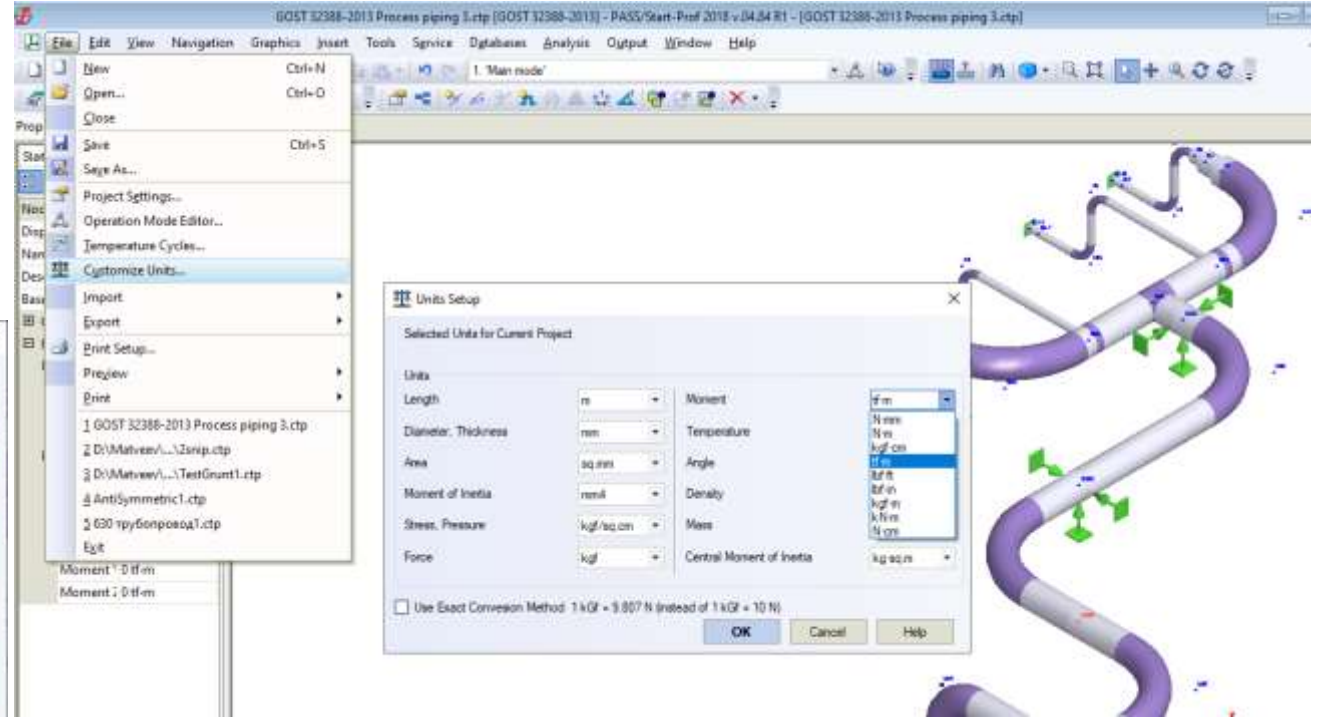 GOST 32388-2013 Process piping 3.ctp [GOST 32388-2013] - PASS/Start-Prof 2018 v.04.84 R1 - [GOST 32388-2013 Process piping 3.ctp]
File Edit View Navigation Graphics Insert Tools Service Databases Analysis Output Window Help
1. 'Main mode'
New Ctrl+N
Open... Ctrl+O
Close
Save Ctrl+S
Save As...
Project Settings...
Operation Mode Editor...
Temperature Cycles...
Customize Units...
Import
Export
Print Setup...
Preview
Print
1 GOST 32388-2013 Process piping 3.ctp
2 D:\Matveev\...\2snip.ctp
3 D:\Matveev\...\TestGrunt1.ctp
4 AntiSymmetric1.ctp
5 630 трубопровод1.ctp
Exit
Prop
Moment 0 tf-m
Moment 0 tf-m
Units Setup
Selected Units for Current Project
Units
Length m Moment tf·m
Diameter, Thickness mm Temperature
Area sq.mm Angle
Moment of Inertia mm4 Density
Stress, Pressure kgf/sq.cm Mass
Force kgf Central Moment of Inertia kg·sq.m
N·mm
N·m
kgf·cm
tf·m
lbf·ft
lbf·in
kgf·m
kN·m
N·cm
Use Exact Convesion Method 1 kGf = 9.807 N (instead of 1 kGf = 10 N)
OK Cancel Help